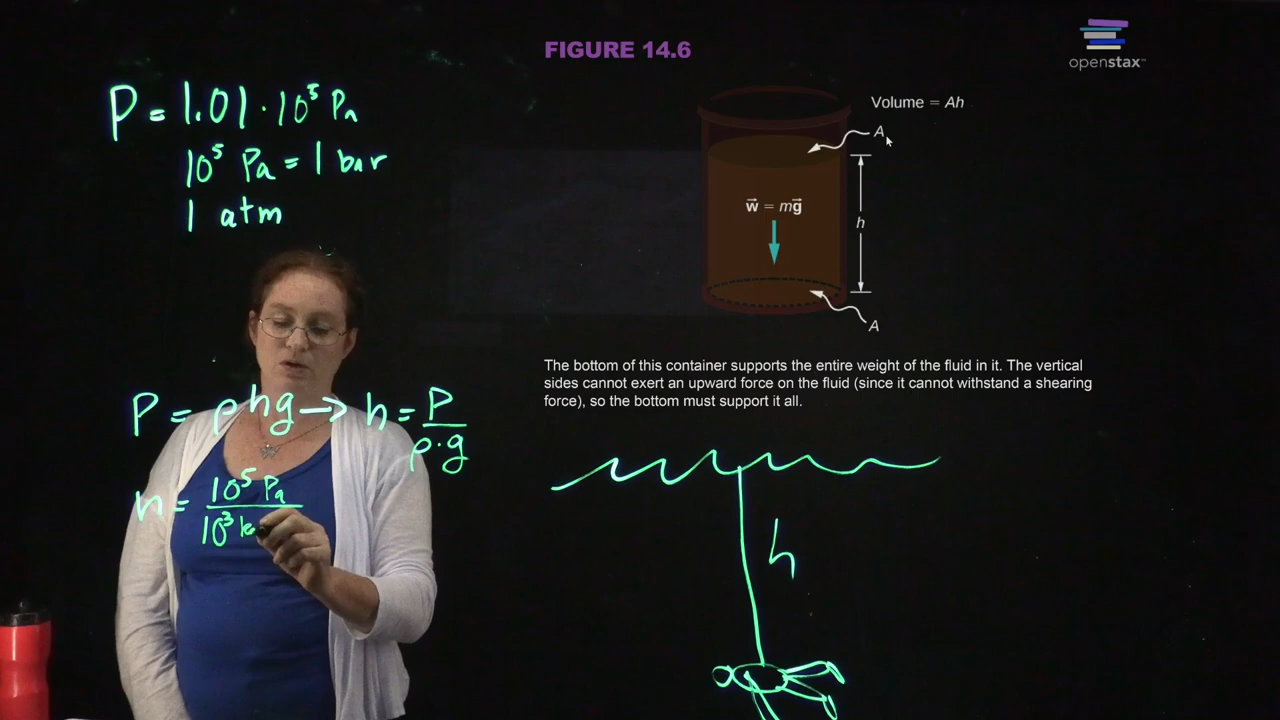 FIGURE 14.6
openstax™
P = 1.01 · 10⁵ Pa
10⁵ Pa = 1 bar
1 atm
Volume = Ah
A
w⃗ = mg⃗
h
A
The bottom of this container supports the entire weight of the fluid in it. The vertical
sides cannot exert an upward force on the fluid (since it cannot withstand a shearing
force), so the bottom must support it all.
P = ρhg → h = P/ρ·g
h = 10⁵ Pa/10³ k
h